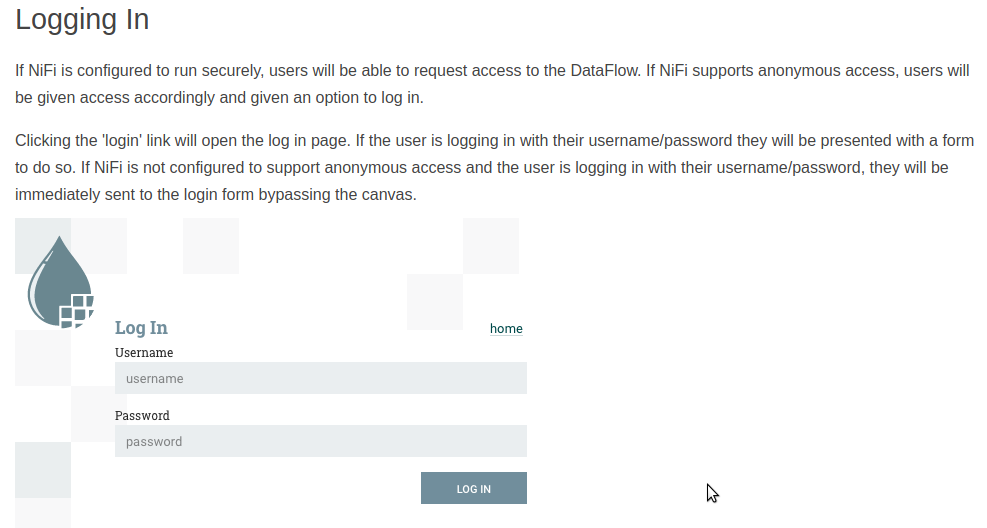 Logging In
If NiFi is configured to run securely, users will be able to request access to the DataFlow. If NiFi supports anonymous access, users will
be given access accordingly and given an option to log in.
Clicking the 'login' link will open the log in page. If the user is logging in with their username/password they will be presented with a form
to do so. If NiFi is not configured to support anonymous access and the user is logging in with their username/password, they will be
immediately sent to the login form bypassing the canvas.
Log In
home
Username
username
Password
password
LOG IN